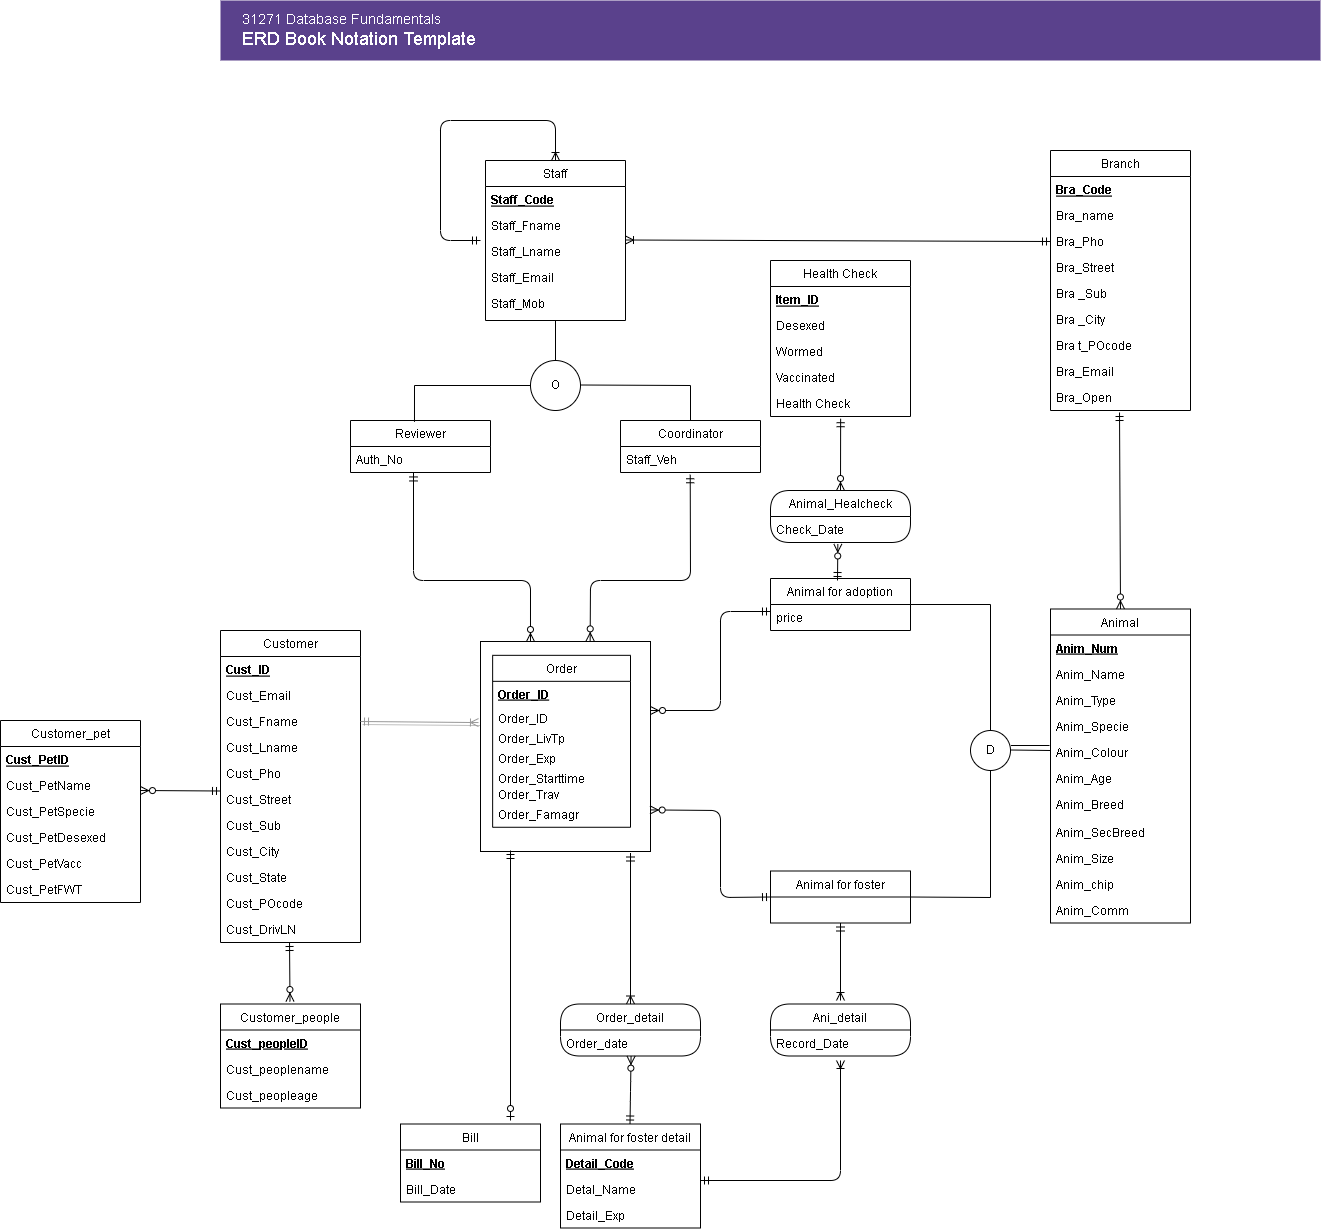 31271 Database Fundamentals
ERD Book Notation Template
Staff
Staff_Code
Staff_Fname
Staff_Lname
Staff_Email
Staff_Mob
Branch
Bra_Code
Bra_name
Bra_Pho
Bra_Street
Bra _Sub
Bra _City
Bra t_POcode
Bra_Email
Bra_Open
Health Check
Item_ID
Desexed
Wormed
Vaccinated
Health Check
O
Reviewer
Auth_No
Coordinator
Staff_Veh
Animal_Healcheck
Check_Date
Animal for adoption
price
Animal
Anim_Num
Anim_Name
Anim_Type
Anim_Specie
Anim_Colour
Anim_Age
Anim_Breed
Anim_SecBreed
Anim_Size
Anim_chip
Anim_Comm
D
Customer
Cust_ID
Cust_Email
Cust_Fname
Cust_Lname
Cust_Pho
Cust_Street
Cust_Sub
Cust_City
Cust_State
Cust_POcode
Cust_DrivLN
Order
Order_ID
Order_ID
Order_LivTp
Order_Exp
Order_Starttime
Order_Trav
Order_Famagr
Customer_pet
Cust_PetID
Cust_PetName
Cust_PetSpecie
Cust_PetDesexed
Cust_PetVacc
Cust_PetFWT
Animal for foster
Customer_people
Cust_peopleID
Cust_peoplename
Cust_peopleage
Order_detail
Order_date
Ani_detail
Record_Date
Bill
Bill_No
Bill_Date
Animal for foster detail
Detail_Code
Detal_Name
Detail_Exp